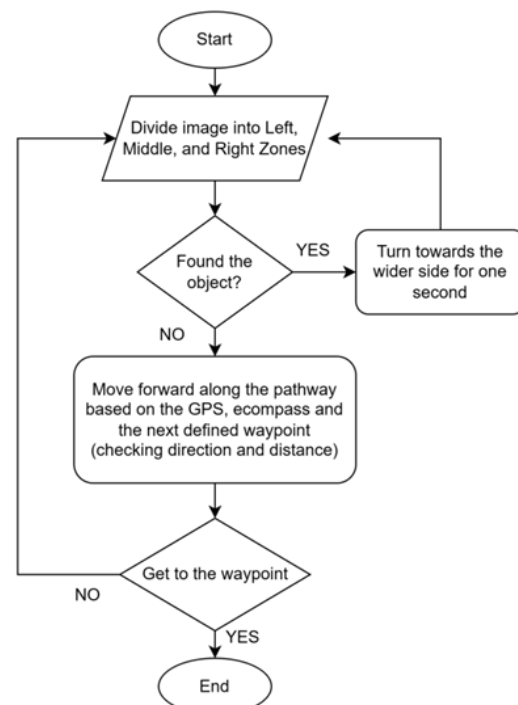 Start
Divide image into Left,
Middle, and Right Zones
Found the
object?
YES
Turn towards the
wider side for one
second
NO
Move forward along the pathway
based on the GPS, ecompass and
the next defined waypoint
(checking direction and distance)
Get to the waypoint
NO
YES
End